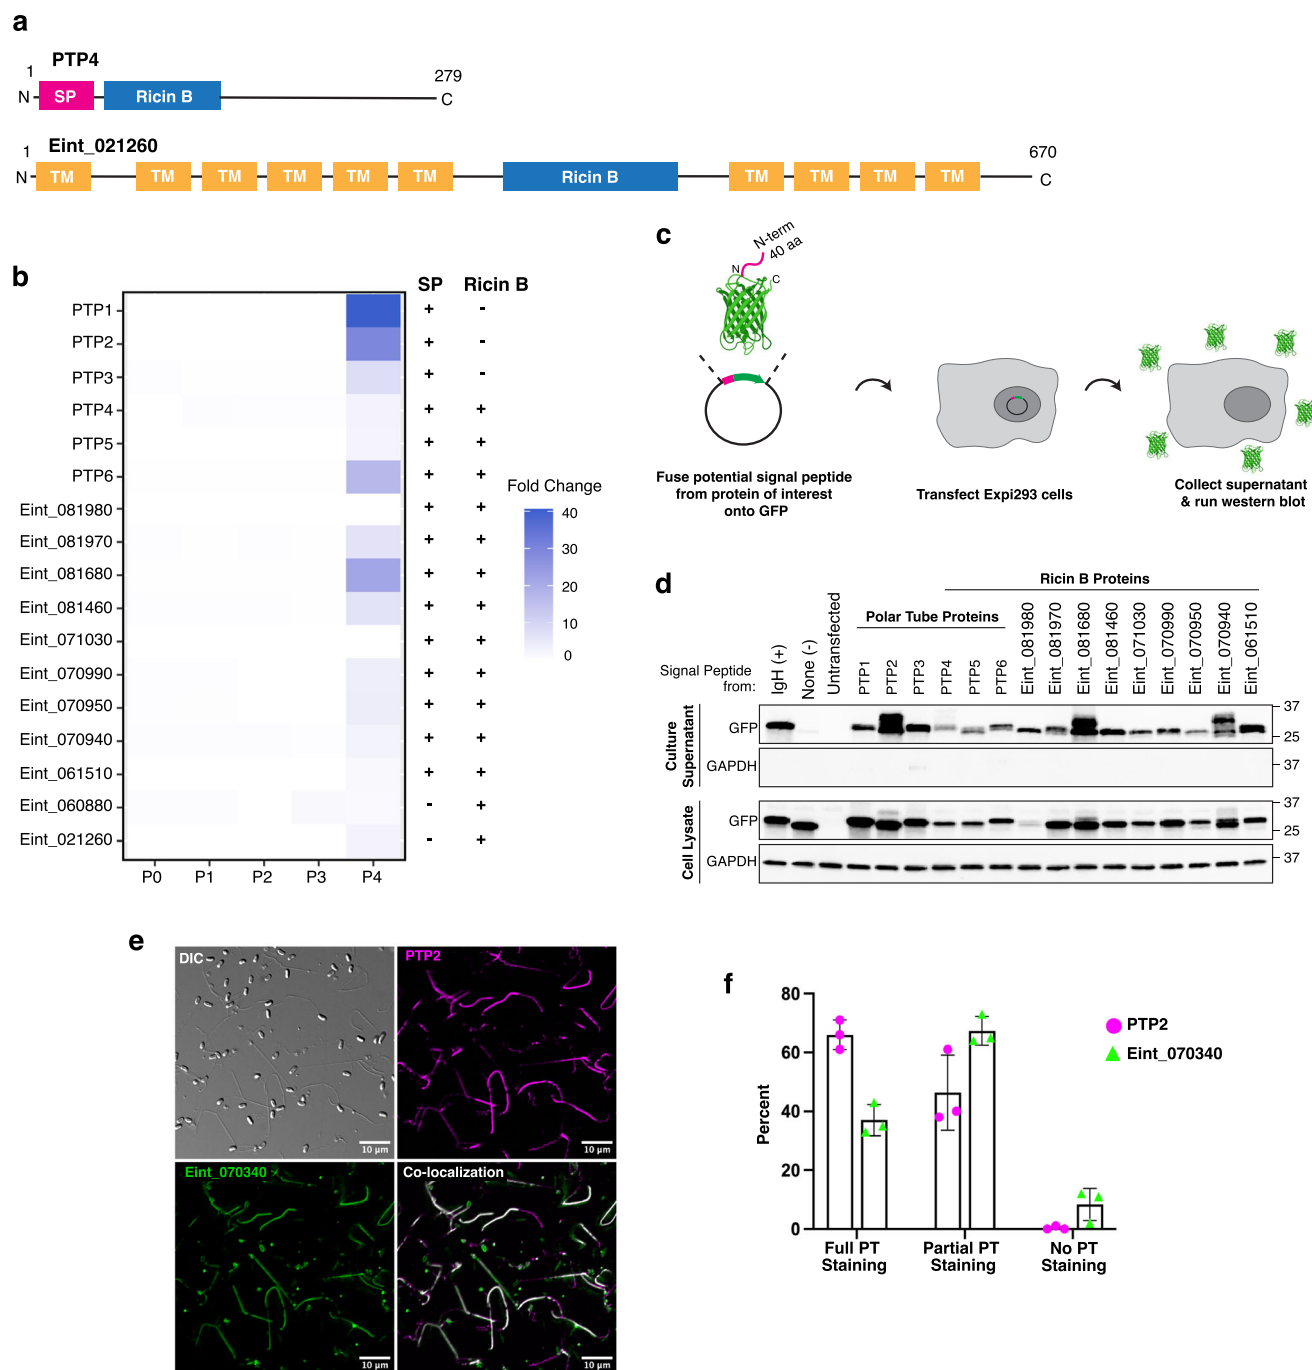 a
PTP4
1
279
N
SP
Ricin B
C
Eint_021260
1
670
N
TM
TM
TM
TM
TM
TM
Ricin B
TM
TM
TM
TM
C
b
SP
Ricin B
PTP1
+
-
PTP2
+
-
PTP3
+
-
PTP4
+
+
PTP5
+
+
PTP6
+
+
Eint_081980
+
+
Eint_081970
+
+
Eint_081680
+
+
Eint_081460
+
+
Eint_071030
+
+
Eint_070990
+
+
Eint_070950
+
+
Eint_070940
+
+
Eint_061510
+
+
Eint_060880
-
+
Eint_021260
-
+
P0
P1
P2
P3
P4
Fold Change
40
30
20
10
0
c
N-term
40 aa
N
C
Fuse potential signal peptide
from protein of interest
onto GFP
Transfect Expi293 cells
Collect supernatant
& run western blot
d
Ricin B Proteins
Polar Tube Proteins
Signal Peptide
from:
IgH (+)
None (-)
Untransfected
PTP1
PTP2
PTP3
PTP4
PTP5
PTP6
Eint_081980
Eint_081970
Eint_081680
Eint_081460
Eint_071030
Eint_070990
Eint_070950
Eint_070940
Eint_061510
Culture
Supernatant
GFP
37
25
GAPDH
37
Cell Lysate
GFP
37
25
GAPDH
37
e
DIC
10 µm
PTP2
10 µm
Eint_070340
10 µm
Co-localization
10 µm
f
Percent
80
60
40
20
0
PTP2
Eint_070340
Full PT
Staining
Partial PT
Staining
No PT
Staining